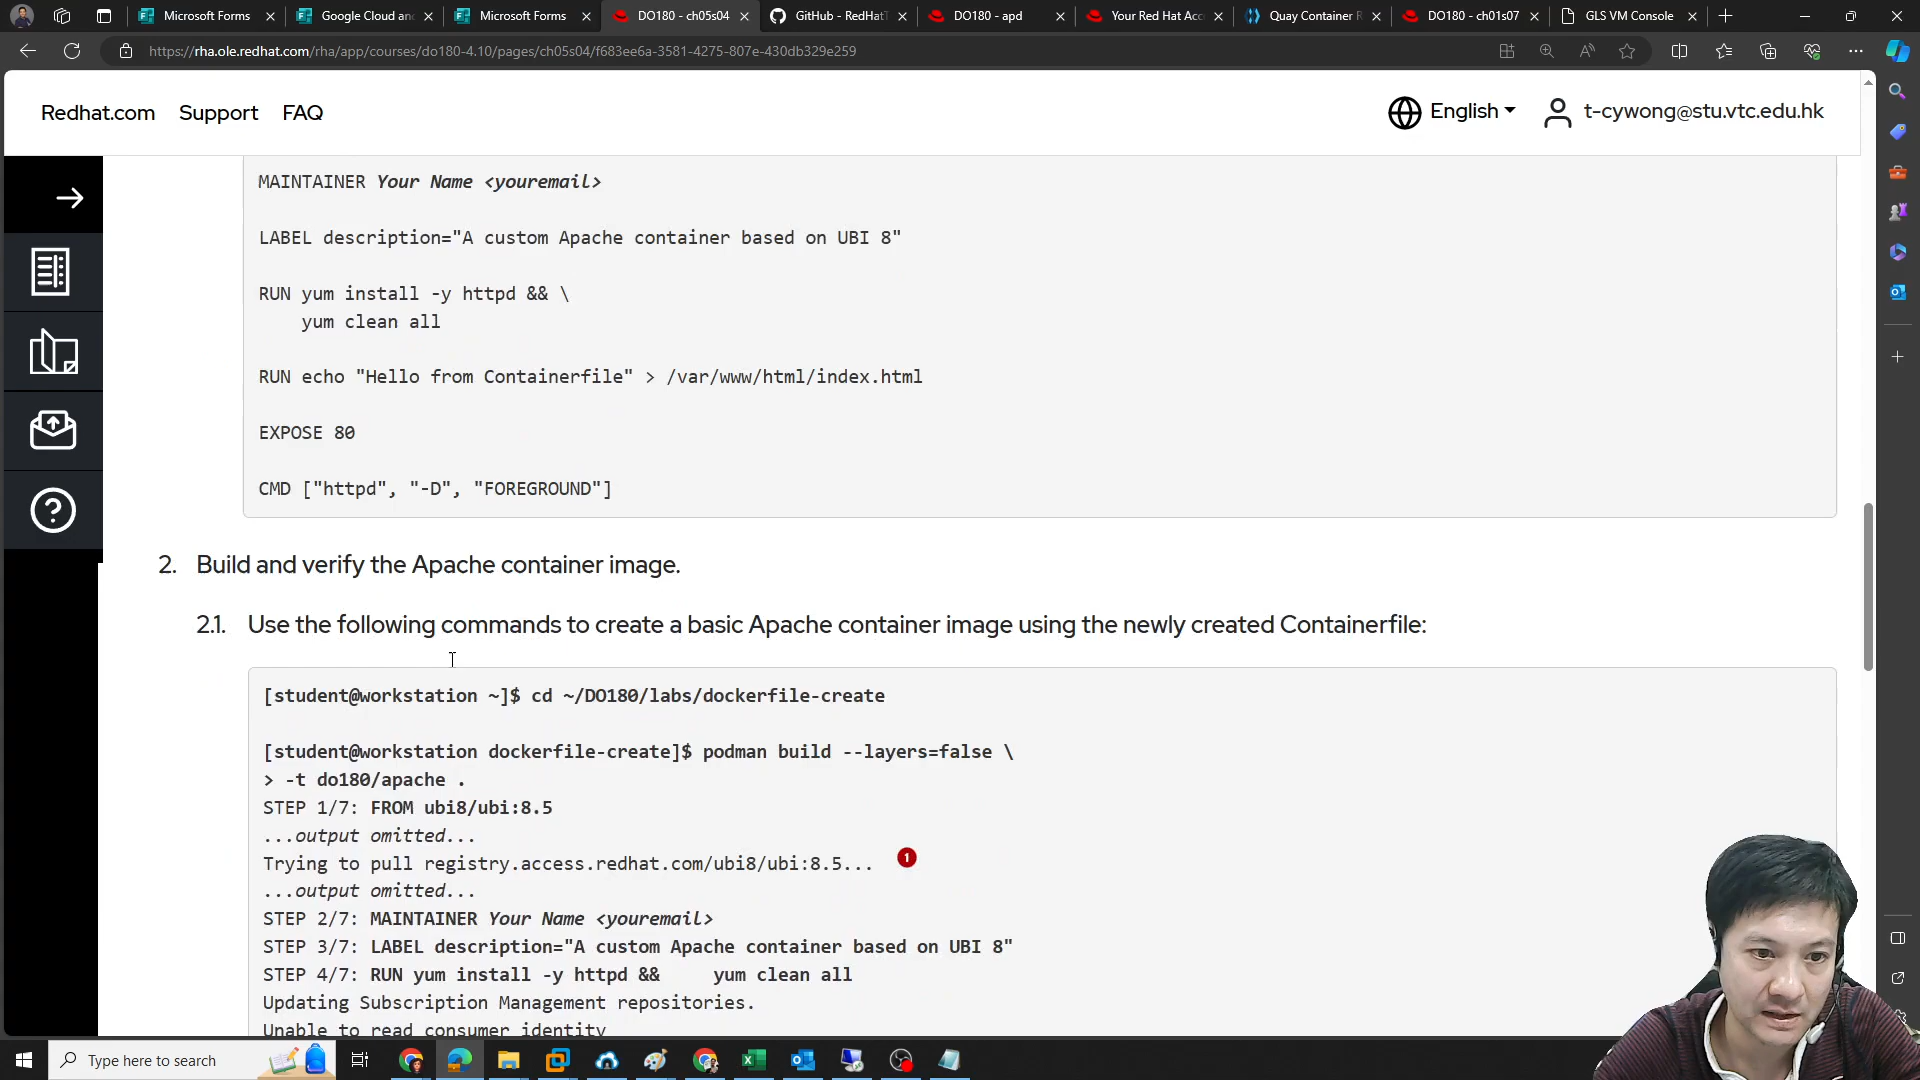 Microsoft Forms
Google Cloud and
Microsoft Forms
DO180 - ch05s04
GitHub - RedHatT
DO180 - apd
Your Red Hat Acc
Quay Container R
DO180 - ch01s07
GLS VM Console
https://rha.ole.redhat.com/rha/app/courses/do180-4.10/pages/ch05s04/f683ee6a-3581-4275-807e-430db329e259
Redhat.com
Support
FAQ
English
t-cywong@stu.vtc.edu.hk
MAINTAINER Your Name <youremail>
LABEL description="A custom Apache container based on UBI 8"
RUN yum install -y httpd && \
yum clean all
RUN echo "Hello from Containerfile" > /var/www/html/index.html
EXPOSE 80
CMD ["httpd", "-D", "FOREGROUND"]
2. Build and verify the Apache container image.
2.1. Use the following commands to create a basic Apache container image using the newly created Containerfile:
[student@workstation ~]$ cd ~/DO180/labs/dockerfile-create
[student@workstation dockerfile-create]$ podman build --layers=false \
> -t do180/apache .
STEP 1/7: FROM ubi8/ubi:8.5
...output omitted...
Trying to pull registry.access.redhat.com/ubi8/ubi:8.5... 1
...output omitted...
STEP 2/7: MAINTAINER Your Name <youremail>
STEP 3/7: LABEL description="A custom Apache container based on UBI 8"
STEP 4/7: RUN yum install -y httpd && yum clean all
Updating Subscription Management repositories.
Unable to read consumer identity
Type here to search